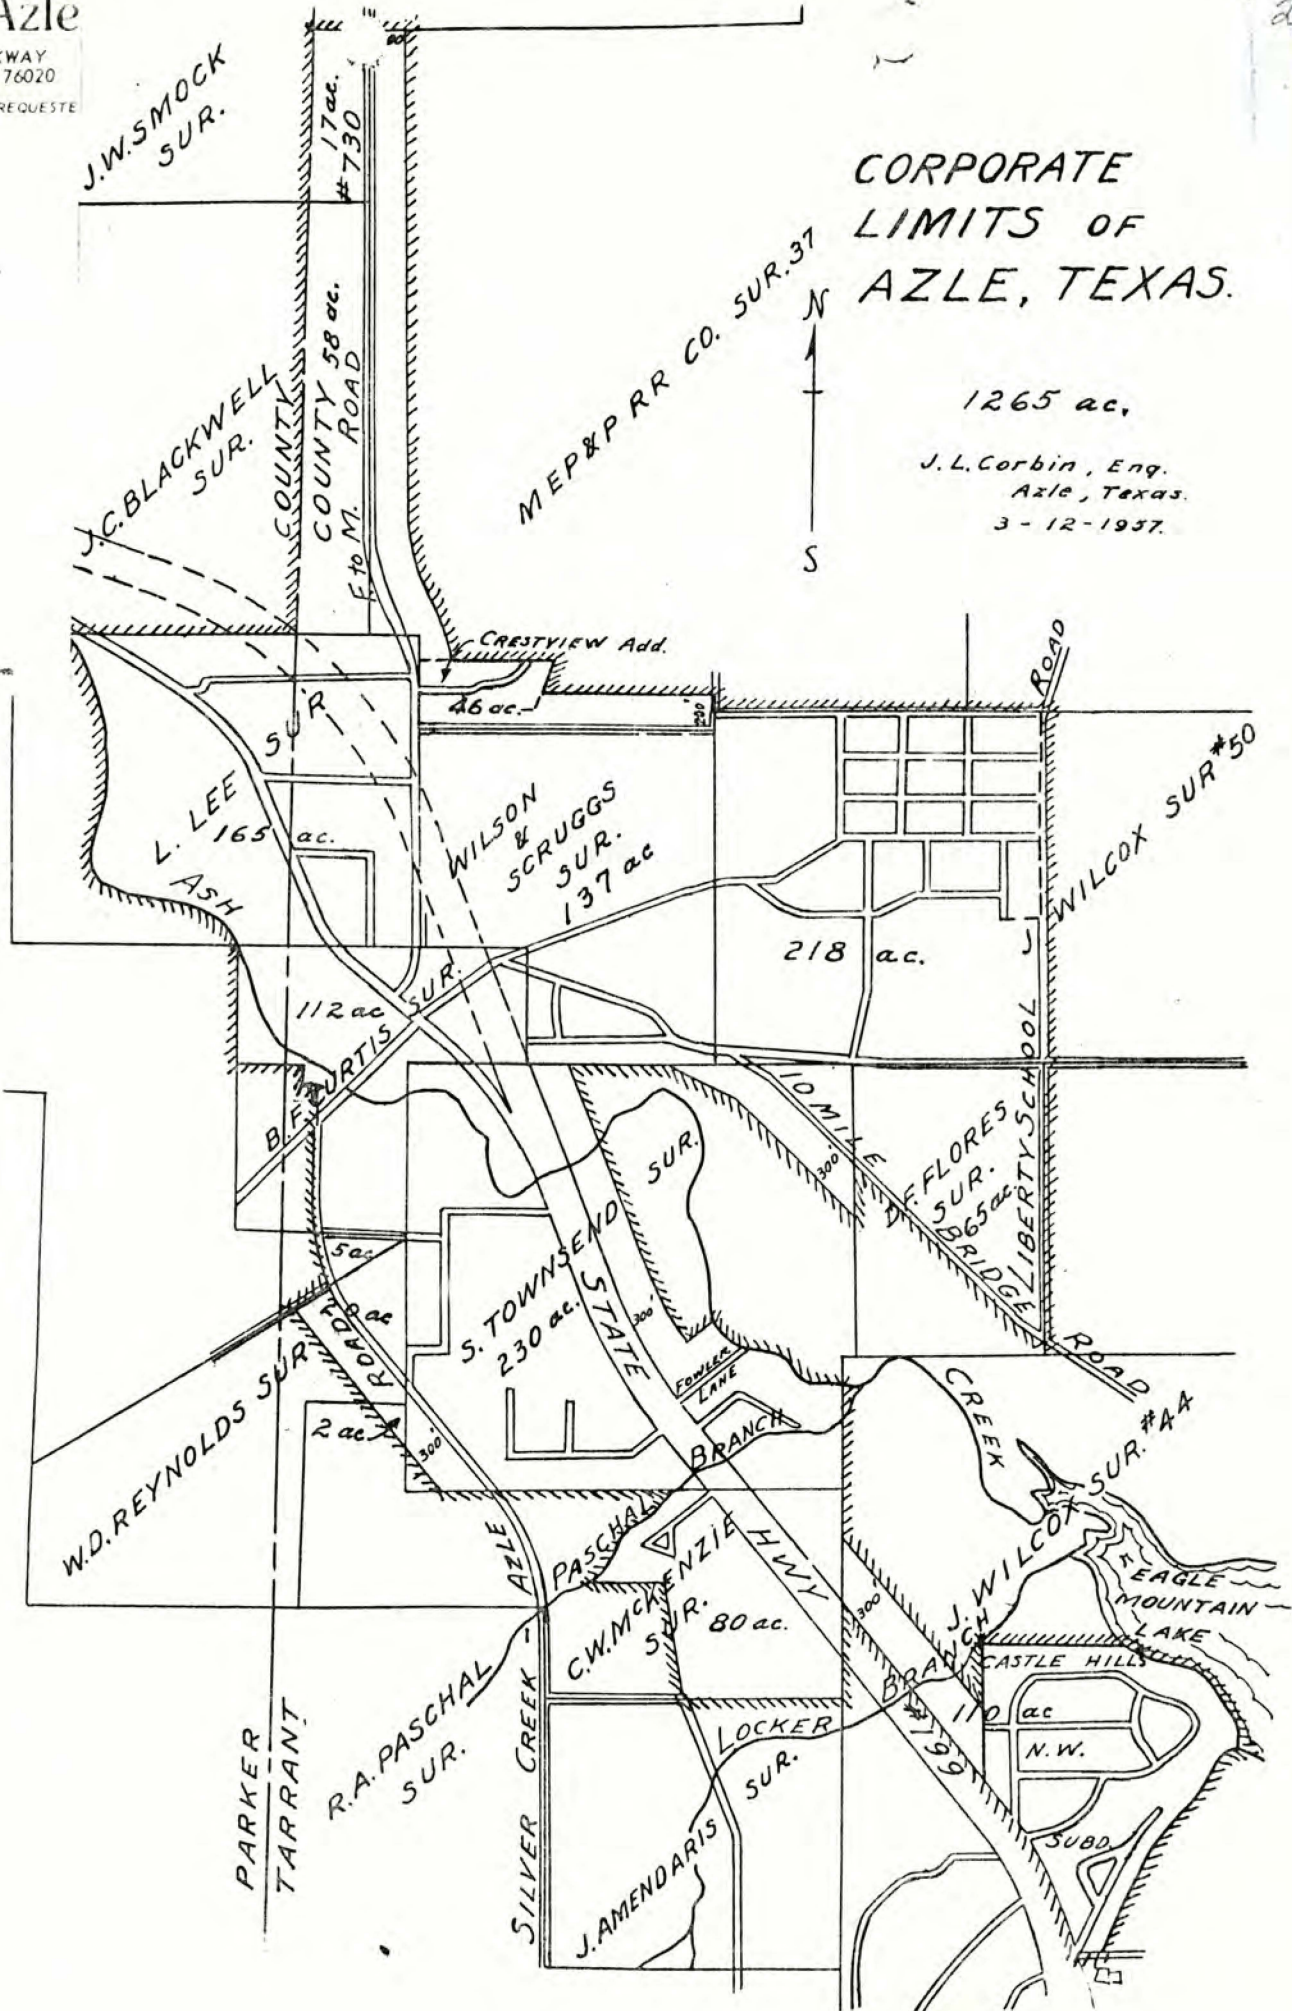 Azle
KWAY
76020
REQUESTE
CORPORATE
LIMITS OF
AZLE, TEXAS.
1265 ac.
J. L. Corbin, Eng.
Azle, Texas.
3 - 12 - 1957.
N
S
J.W. SMOCK
SUR.
17 ac.
#730
80'
J.C. BLACKWELL
SUR.
COUNTY
COUNTY 58 ac.
F. to M. ROAD
MEP&P RR CO. SUR. 37
CRESTVIEW Add.
46 ac.
220'
ROAD
S R
L. LEE
165 ac.
ASH
WILSON
&
SCRUGGS
SUR.
137 ac
218 ac.
J WILCOX SUR #50
112 ac
B.F. CURTIS SUR.
10 MILE
BRIDGE
ROAD
300'
D.F. FLORES
SUR.
65 ac.
LIBERTY SCHOOL
5 ac
ac
ROAD
2 ac.
300'
S. TOWNSEND SUR.
230 ac.
STATE
HWY
#199
300'
FOWLER
LANE
BRANCH
PASCHAL
CREEK
W.D. REYNOLDS SUR
J. WILCOX SUR. #44
EAGLE
MOUNTAIN
LAKE
AZLE -
SILVER CREEK
C.W. McKENZIE
SUR.
80 ac.
300'
BRANCH
LOCKER
CASTLE HILLS
110 ac
N.W.
SUBD.
R.A. PASCHAL
SUR.
PARKER
TARRANT
J. AMENDARIS SUR.